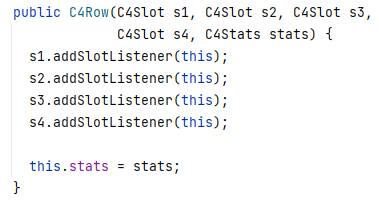 public C4Row(C4Slot s1, C4Slot s2, C4Slot s3,
             C4Slot s4, C4Stats stats) {
  s1.addSlotListener(this);
  s2.addSlotListener(this);
  s3.addSlotListener(this);
  s4.addSlotListener(this);

  this.stats = stats;
}